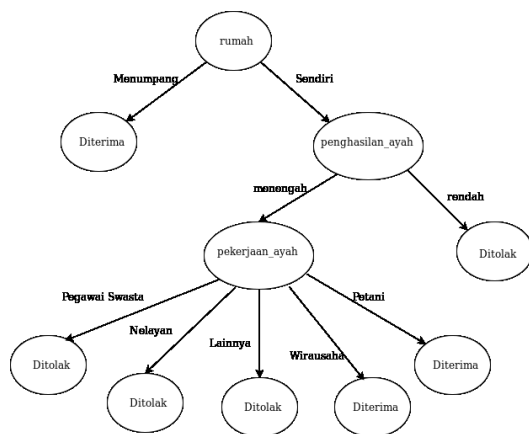 rumah
Menumpang
Sendiri
Diterima
penghasilan_ayah
menengah
rendah
pekerjaan_ayah
Ditolak
Pegawai Swasta
Petani
Nelayan
Lainnya
Wirausaha
Ditolak
Diterima
Ditolak
Ditolak
Diterima